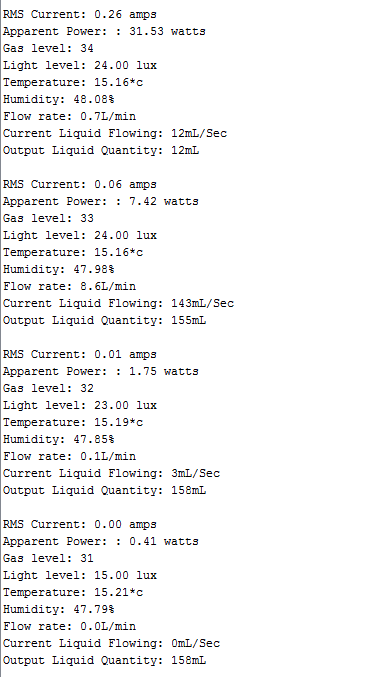 RMS Current: 0.26 amps
Apparent Power: : 31.53 watts
Gas level: 34
Light level: 24.00 lux
Temperature: 15.16*c
Humidity: 48.08%
Flow rate: 0.7L/min
Current Liquid Flowing: 12mL/Sec
Output Liquid Quantity: 12mL

RMS Current: 0.06 amps
Apparent Power: : 7.42 watts
Gas level: 33
Light level: 24.00 lux
Temperature: 15.16*c
Humidity: 47.98%
Flow rate: 8.6L/min
Current Liquid Flowing: 143mL/Sec
Output Liquid Quantity: 155mL

RMS Current: 0.01 amps
Apparent Power: : 1.75 watts
Gas level: 32
Light level: 23.00 lux
Temperature: 15.19*c
Humidity: 47.85%
Flow rate: 0.1L/min
Current Liquid Flowing: 3mL/Sec
Output Liquid Quantity: 158mL

RMS Current: 0.00 amps
Apparent Power: : 0.41 watts
Gas level: 31
Light level: 15.00 lux
Temperature: 15.21*c
Humidity: 47.79%
Flow rate: 0.0L/min
Current Liquid Flowing: 0mL/Sec
Output Liquid Quantity: 158mL